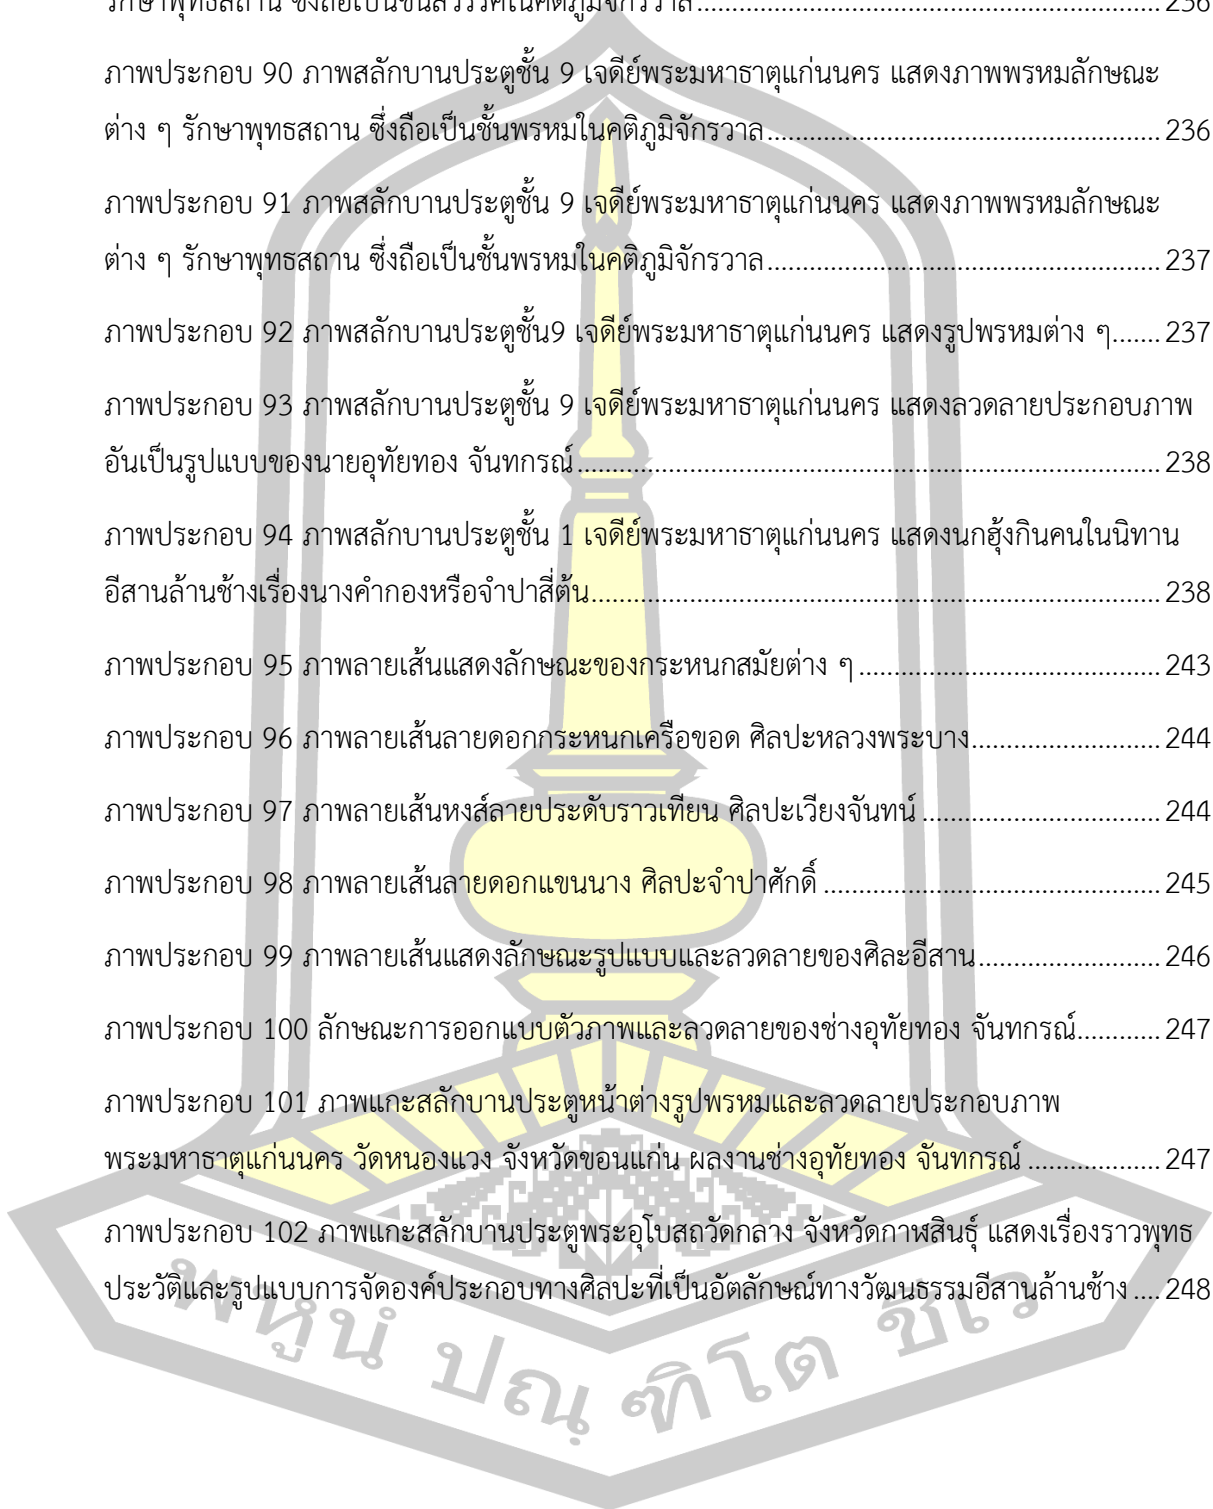 รักษาพุทธสถาน ซึ่งถือเป็นชั้นสวรรค์ในคติภูมิจักรวาล 236
ภาพประกอบ 90 ภาพสลักบานประตูชั้น 9 เจดีย์พระมหาธาตุแก่นนคร แสดงภาพพรหมลักษณะ
ต่าง ๆ รักษาพุทธสถาน ซึ่งถือเป็นชั้นพรหมในคติภูมิจักรวาล 236
ภาพประกอบ 91 ภาพสลักบานประตูชั้น 9 เจดีย์พระมหาธาตุแก่นนคร แสดงภาพพรหมลักษณะ
ต่าง ๆ รักษาพุทธสถาน ซึ่งถือเป็นชั้นพรหมในคติภูมิจักรวาล 237
ภาพประกอบ 92 ภาพสลักบานประตูชั้น9 เจดีย์พระมหาธาตุแก่นนคร แสดงรูปพรหมต่าง ๆ 237
ภาพประกอบ 93 ภาพสลักบานประตูชั้น 9 เจดีย์พระมหาธาตุแก่นนคร แสดงลวดลายประกอบภาพ
อันเป็นรูปแบบของนายอุทัยทอง จันทกรณ์ 238
ภาพประกอบ 94 ภาพสลักบานประตูชั้น 1 เจดีย์พระมหาธาตุแก่นนคร แสดงนกฮุ้งกินคนในนิทาน
อีสานล้านช้างเรื่องนางคำกองหรือจำปาสี่ต้น 238
ภาพประกอบ 95 ภาพลายเส้นแสดงลักษณะของกระหนกสมัยต่าง ๆ 243
ภาพประกอบ 96 ภาพลายเส้นลายดอกกระหนกเครือขอด ศิลปะหลวงพระบาง 244
ภาพประกอบ 97 ภาพลายเส้นหงส์ลายประดับราวเทียน ศิลปะเวียงจันทน์ 244
ภาพประกอบ 98 ภาพลายเส้นลายดอกแขนนาง ศิลปะจำปาศักดิ์ 245
ภาพประกอบ 99 ภาพลายเส้นแสดงลักษณะรูปแบบและลวดลายของศิละอีสาน 246
ภาพประกอบ 100 ลักษณะการออกแบบตัวภาพและลวดลายของช่างอุทัยทอง จันทกรณ์ 247
ภาพประกอบ 101 ภาพแกะสลักบานประตูหน้าต่างรูปพรหมและลวดลายประกอบภาพ
พระมหาธาตุแก่นนคร วัดหนองแวง จังหวัดขอนแก่น ผลงานช่างอุทัยทอง จันทกรณ์ 247
ภาพประกอบ 102 ภาพแกะสลักบานประตูพระอุโบสถวัดกลาง จังหวัดกาฬสินธุ์ แสดงเรื่องราวพุทธ
ประวัติและรูปแบบการจัดองค์ประกอบทางศิลปะที่เป็นอัตลักษณ์ทางวัฒนธรรมอีสานล้านช้าง 248
พหูนํ ปณฺฑิโต ชีเว